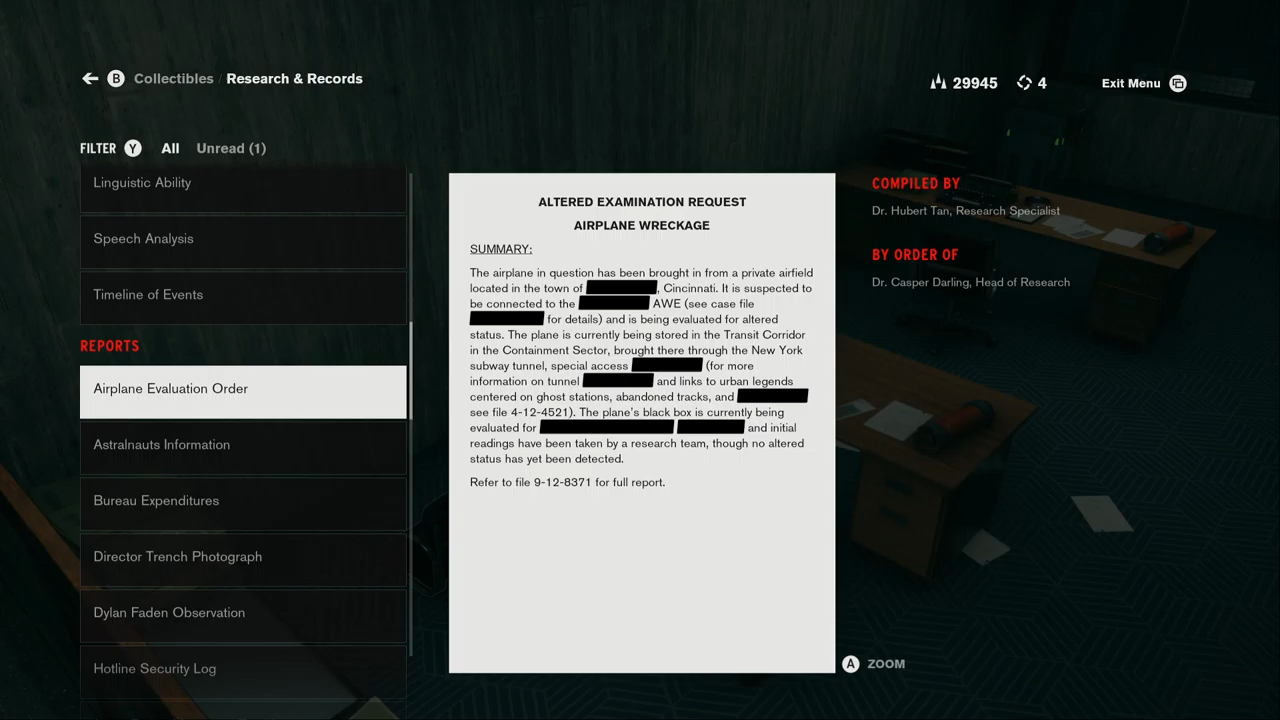 B Collectibles / Research & Records
29945 4 Exit Menu
FILTER Y All Unread (1)
Linguistic Ability
Speech Analysis
Timeline of Events
REPORTS
Airplane Evaluation Order
Astralnauts Information
Bureau Expenditures
Director Trench Photograph
Dylan Faden Observation
Hotline Security Log
ALTERED EXAMINATION REQUEST
AIRPLANE WRECKAGE
SUMMARY:
The airplane in question has been brought in from a private airfield
located in the town of , Cincinnati. It is suspected to
be connected to the AWE (see case file
for details) and is being evaluated for altered
status. The plane is currently being stored in the Transit Corridor
in the Containment Sector, brought there through the New York
subway tunnel, special access (for more
information on tunnel and links to urban legends
centered on ghost stations, abandoned tracks, and
see file 4-12-4521). The plane's black box is currently being
evaluated for and initial
readings have been taken by a research team, though no altered
status has yet been detected.
Refer to file 9-12-8371 for full report.
COMPILED BY
Dr. Hubert Tan, Research Specialist
BY ORDER OF
Dr. Casper Darling, Head of Research
A ZOOM